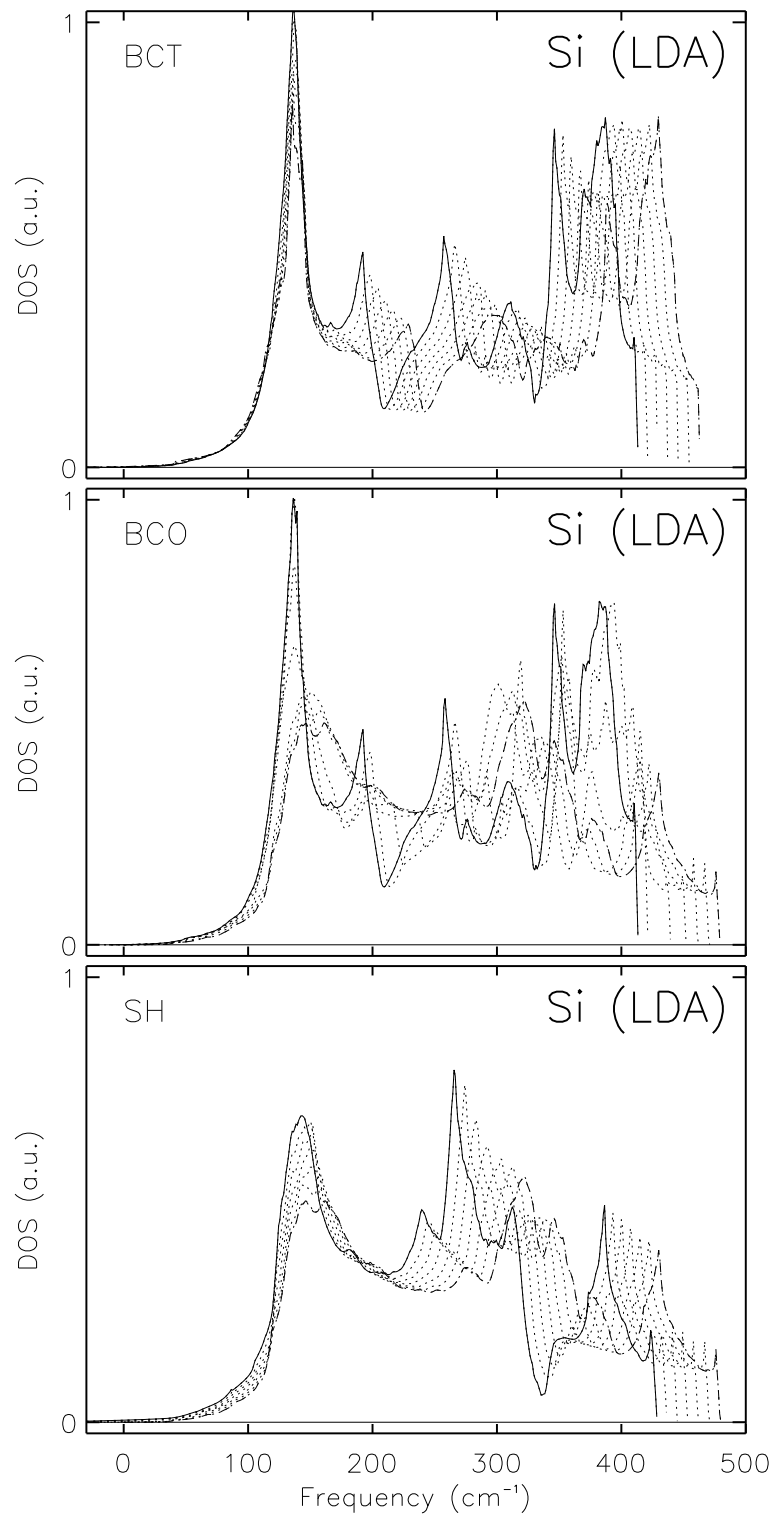 1
BCT
Si (LDA)
DOS (a.u.)
0
1
BCO
Si (LDA)
DOS (a.u.)
0
1
SH
Si (LDA)
DOS (a.u.)
0
0 100 200 300 400 500
Frequency (cm⁻¹)